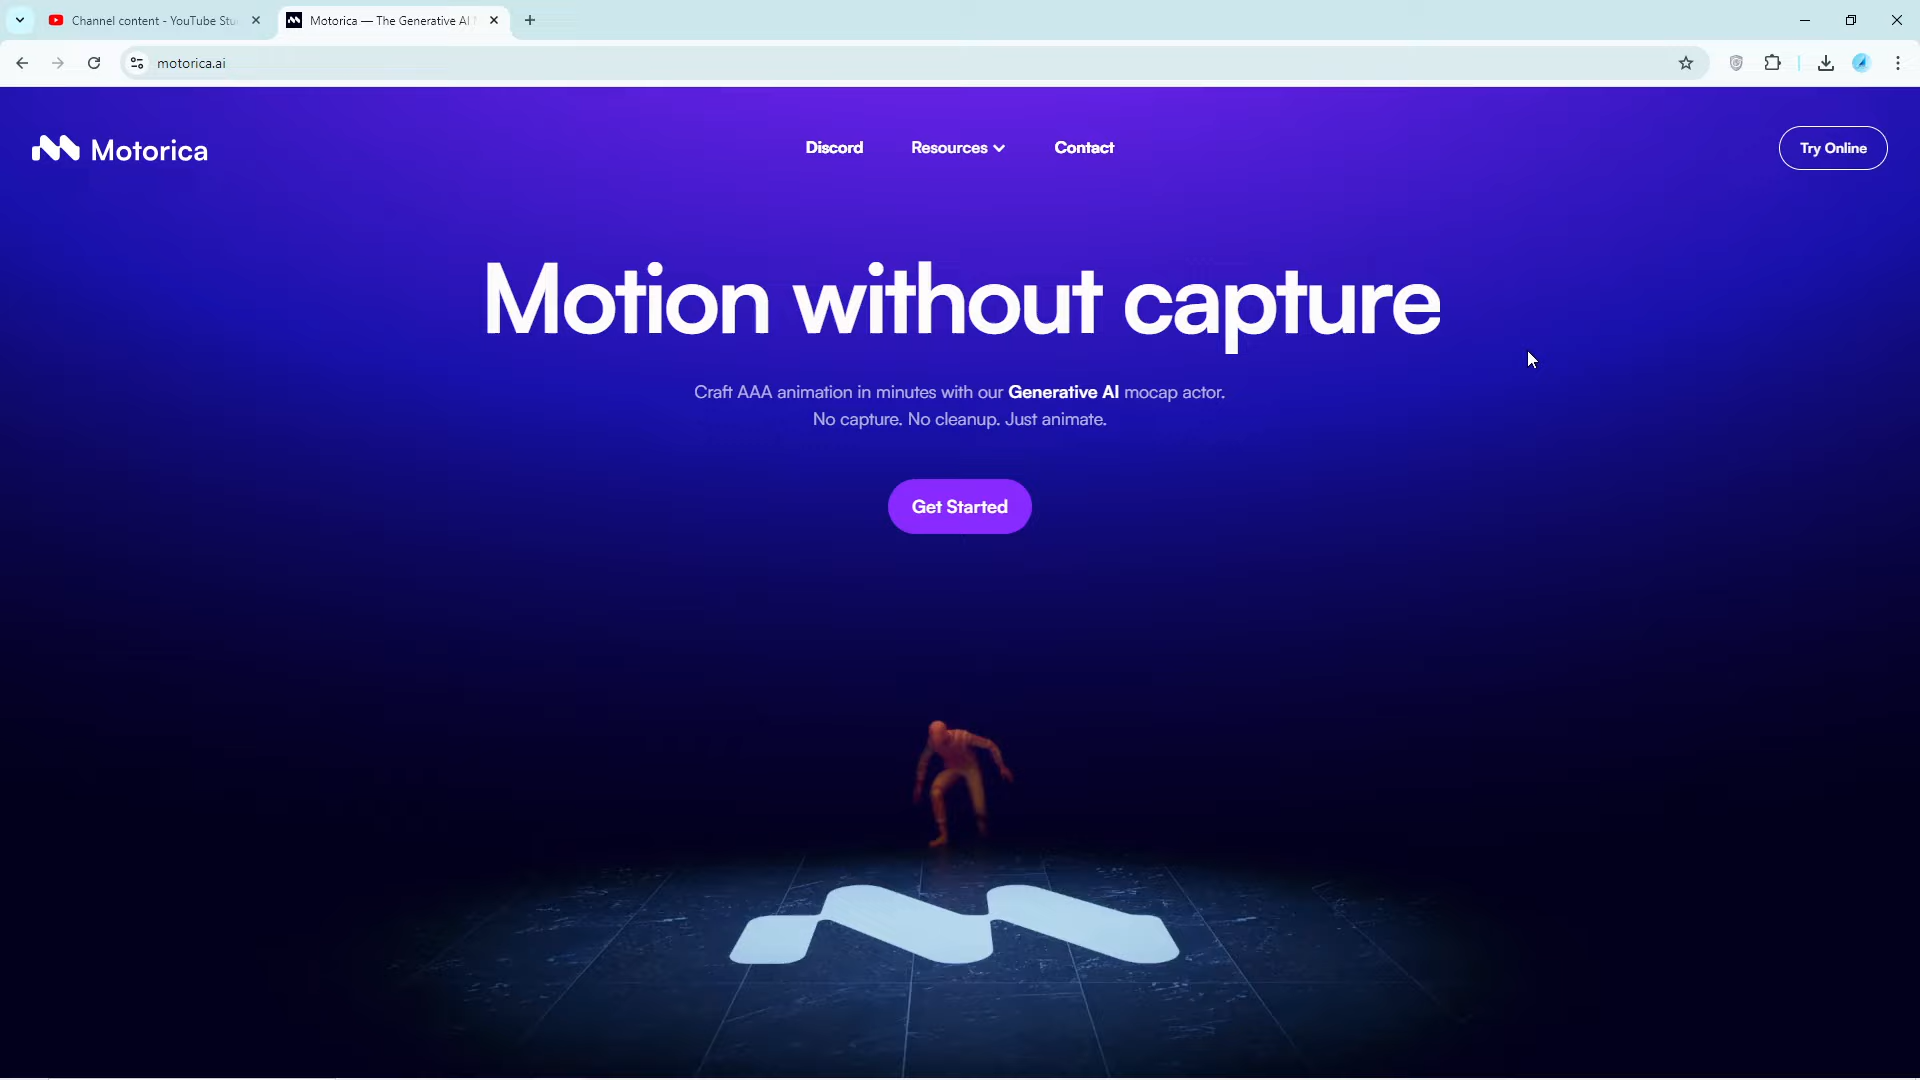 Channel content - YouTube Stu
Motorica — The Generative AI
motorica.ai
Motorica
Discord
Resources
Contact
Try Online
Motion without capture
Craft AAA animation in minutes with our Generative AI mocap actor.
No capture. No cleanup. Just animate.
Get Started